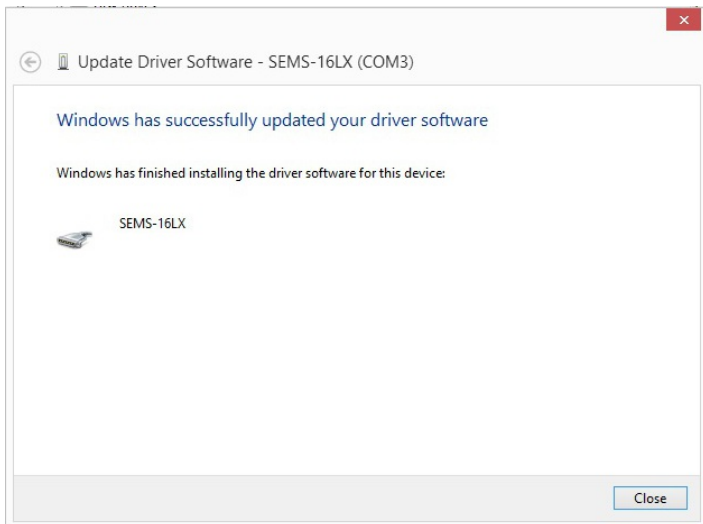 Update Driver Software - SEMS-16LX (COM3)
Windows has successfully updated your driver software
Windows has finished installing the driver software for this device:
SEMS-16LX
Close